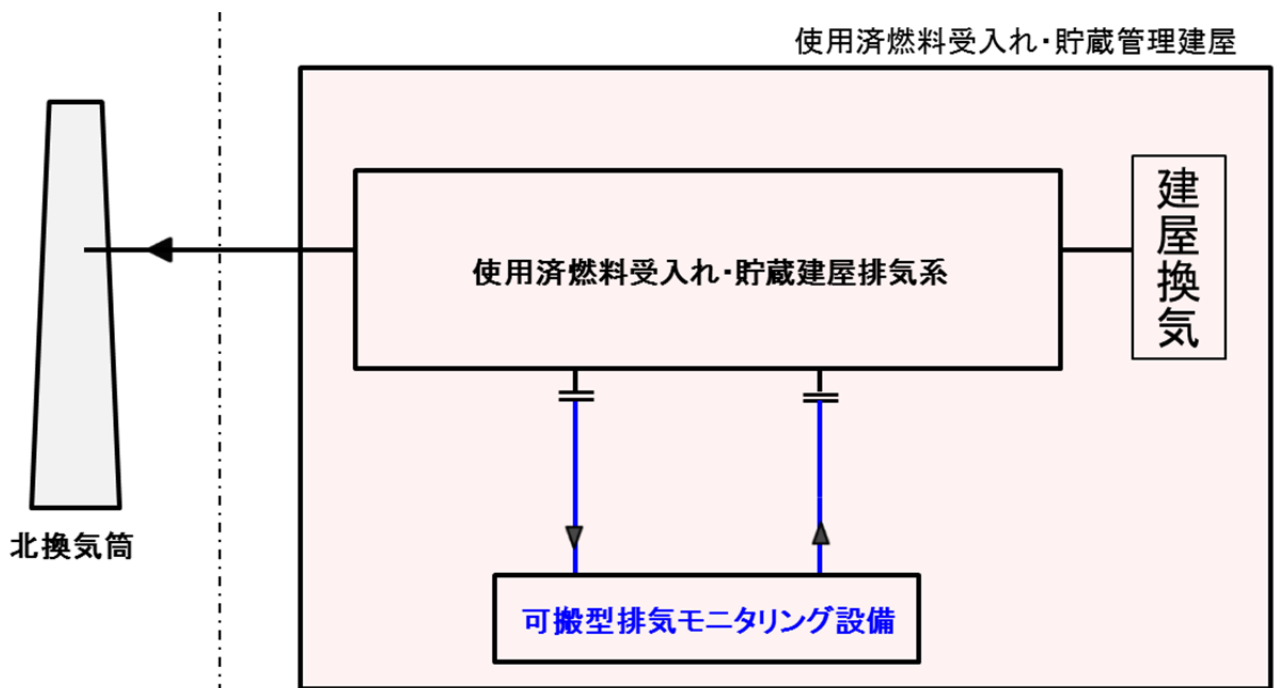 使用済燃料受入れ・貯蔵管理建屋
使用済燃料受入れ・貯蔵建屋排気系
建屋換気
北換気筒
可搬型排気モニタリング設備